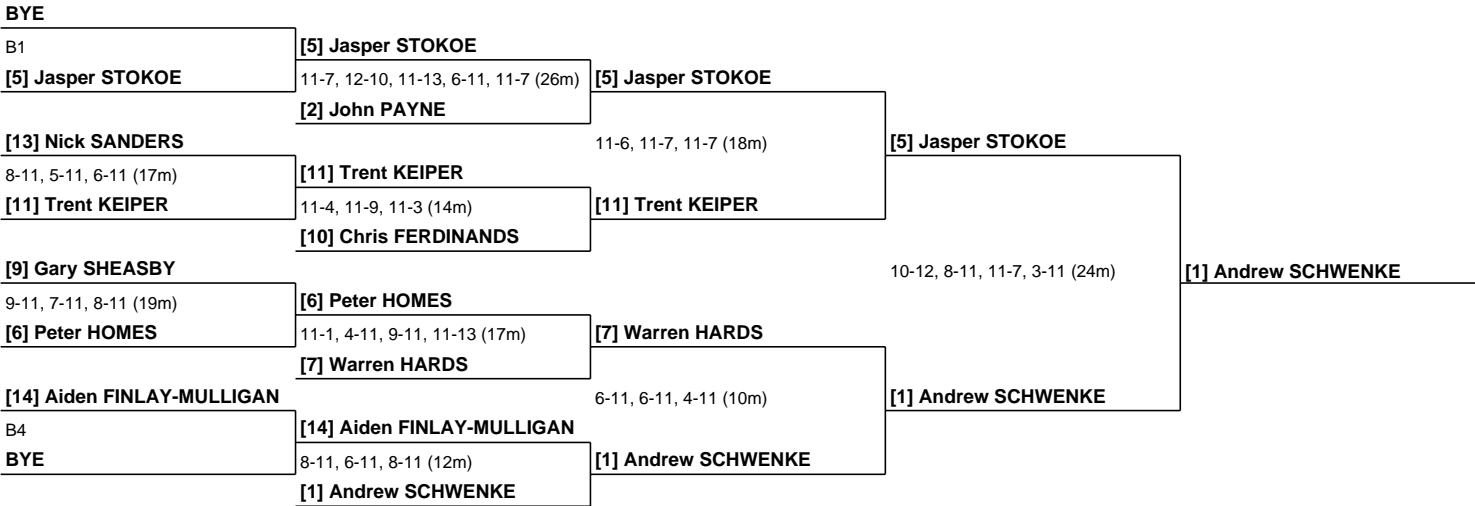 BYE
B1
[5] Jasper STOKOE
[5] Jasper STOKOE
11-7, 12-10, 11-13, 6-11, 11-7 (26m)
[5] Jasper STOKOE
[2] John PAYNE
[13] Nick SANDERS
11-6, 11-7, 11-7 (18m)
[5] Jasper STOKOE
8-11, 5-11, 6-11 (17m)
[11] Trent KEIPER
[11] Trent KEIPER
11-4, 11-9, 11-3 (14m)
[11] Trent KEIPER
[10] Chris FERDINANDS
[9] Gary SHEASBY
10-12, 8-11, 11-7, 3-11 (24m)
[1] Andrew SCHWENKE
9-11, 7-11, 8-11 (19m)
[6] Peter HOMES
[6] Peter HOMES
11-1, 4-11, 9-11, 11-13 (17m)
[7] Warren HARDS
[7] Warren HARDS
[14] Aiden FINLAY-MULLIGAN
6-11, 6-11, 4-11 (10m)
[1] Andrew SCHWENKE
B4
[14] Aiden FINLAY-MULLIGAN
BYE
8-11, 6-11, 8-11 (12m)
[1] Andrew SCHWENKE
[1] Andrew SCHWENKE